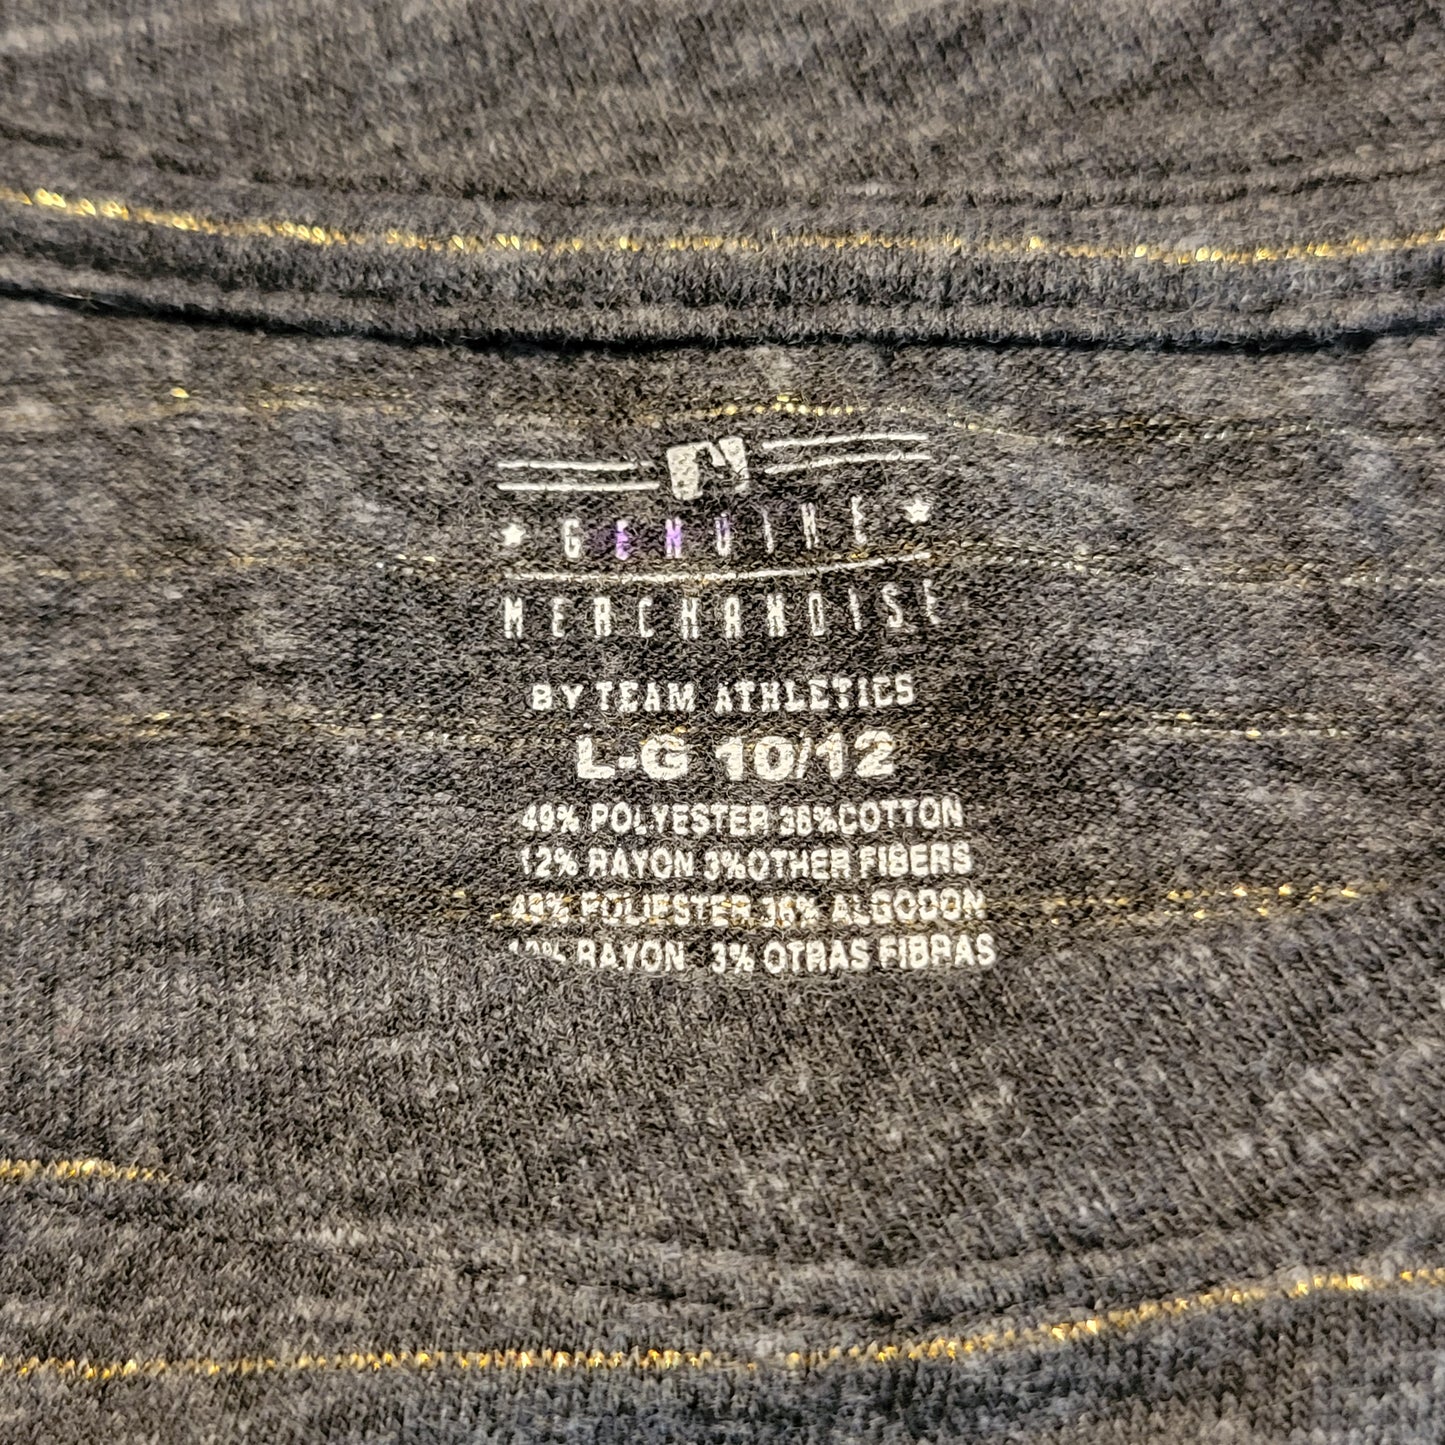 GENUINE
MERCHANDISE
BY TEAM ATHLETICS
L-G 10/12
49% POLYESTER 36%COTTON
12% RAYON 3%OTHER FIBERS
49% POLIESTER 36% ALGODON
12% RAYON 3% OTRAS FIBRAS